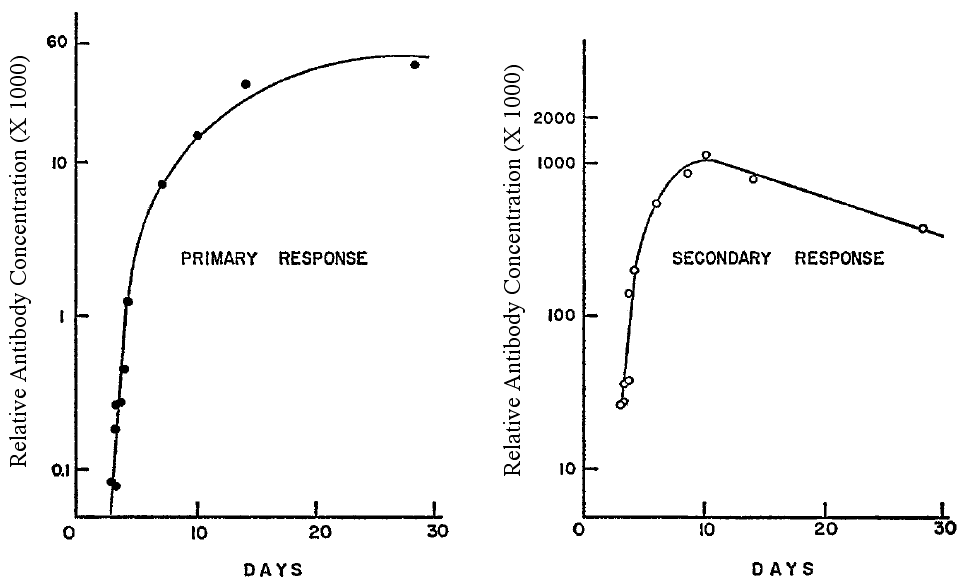 Relative Antibody Concentration (X 1000)
60
10
1
0.1
PRIMARY RESPONSE
0 10 20 30
DAYS
Relative Antibody Concentration (X 1000)
2000
1000
100
10
SECONDARY RESPONSE
0 10 20 30
DAYS